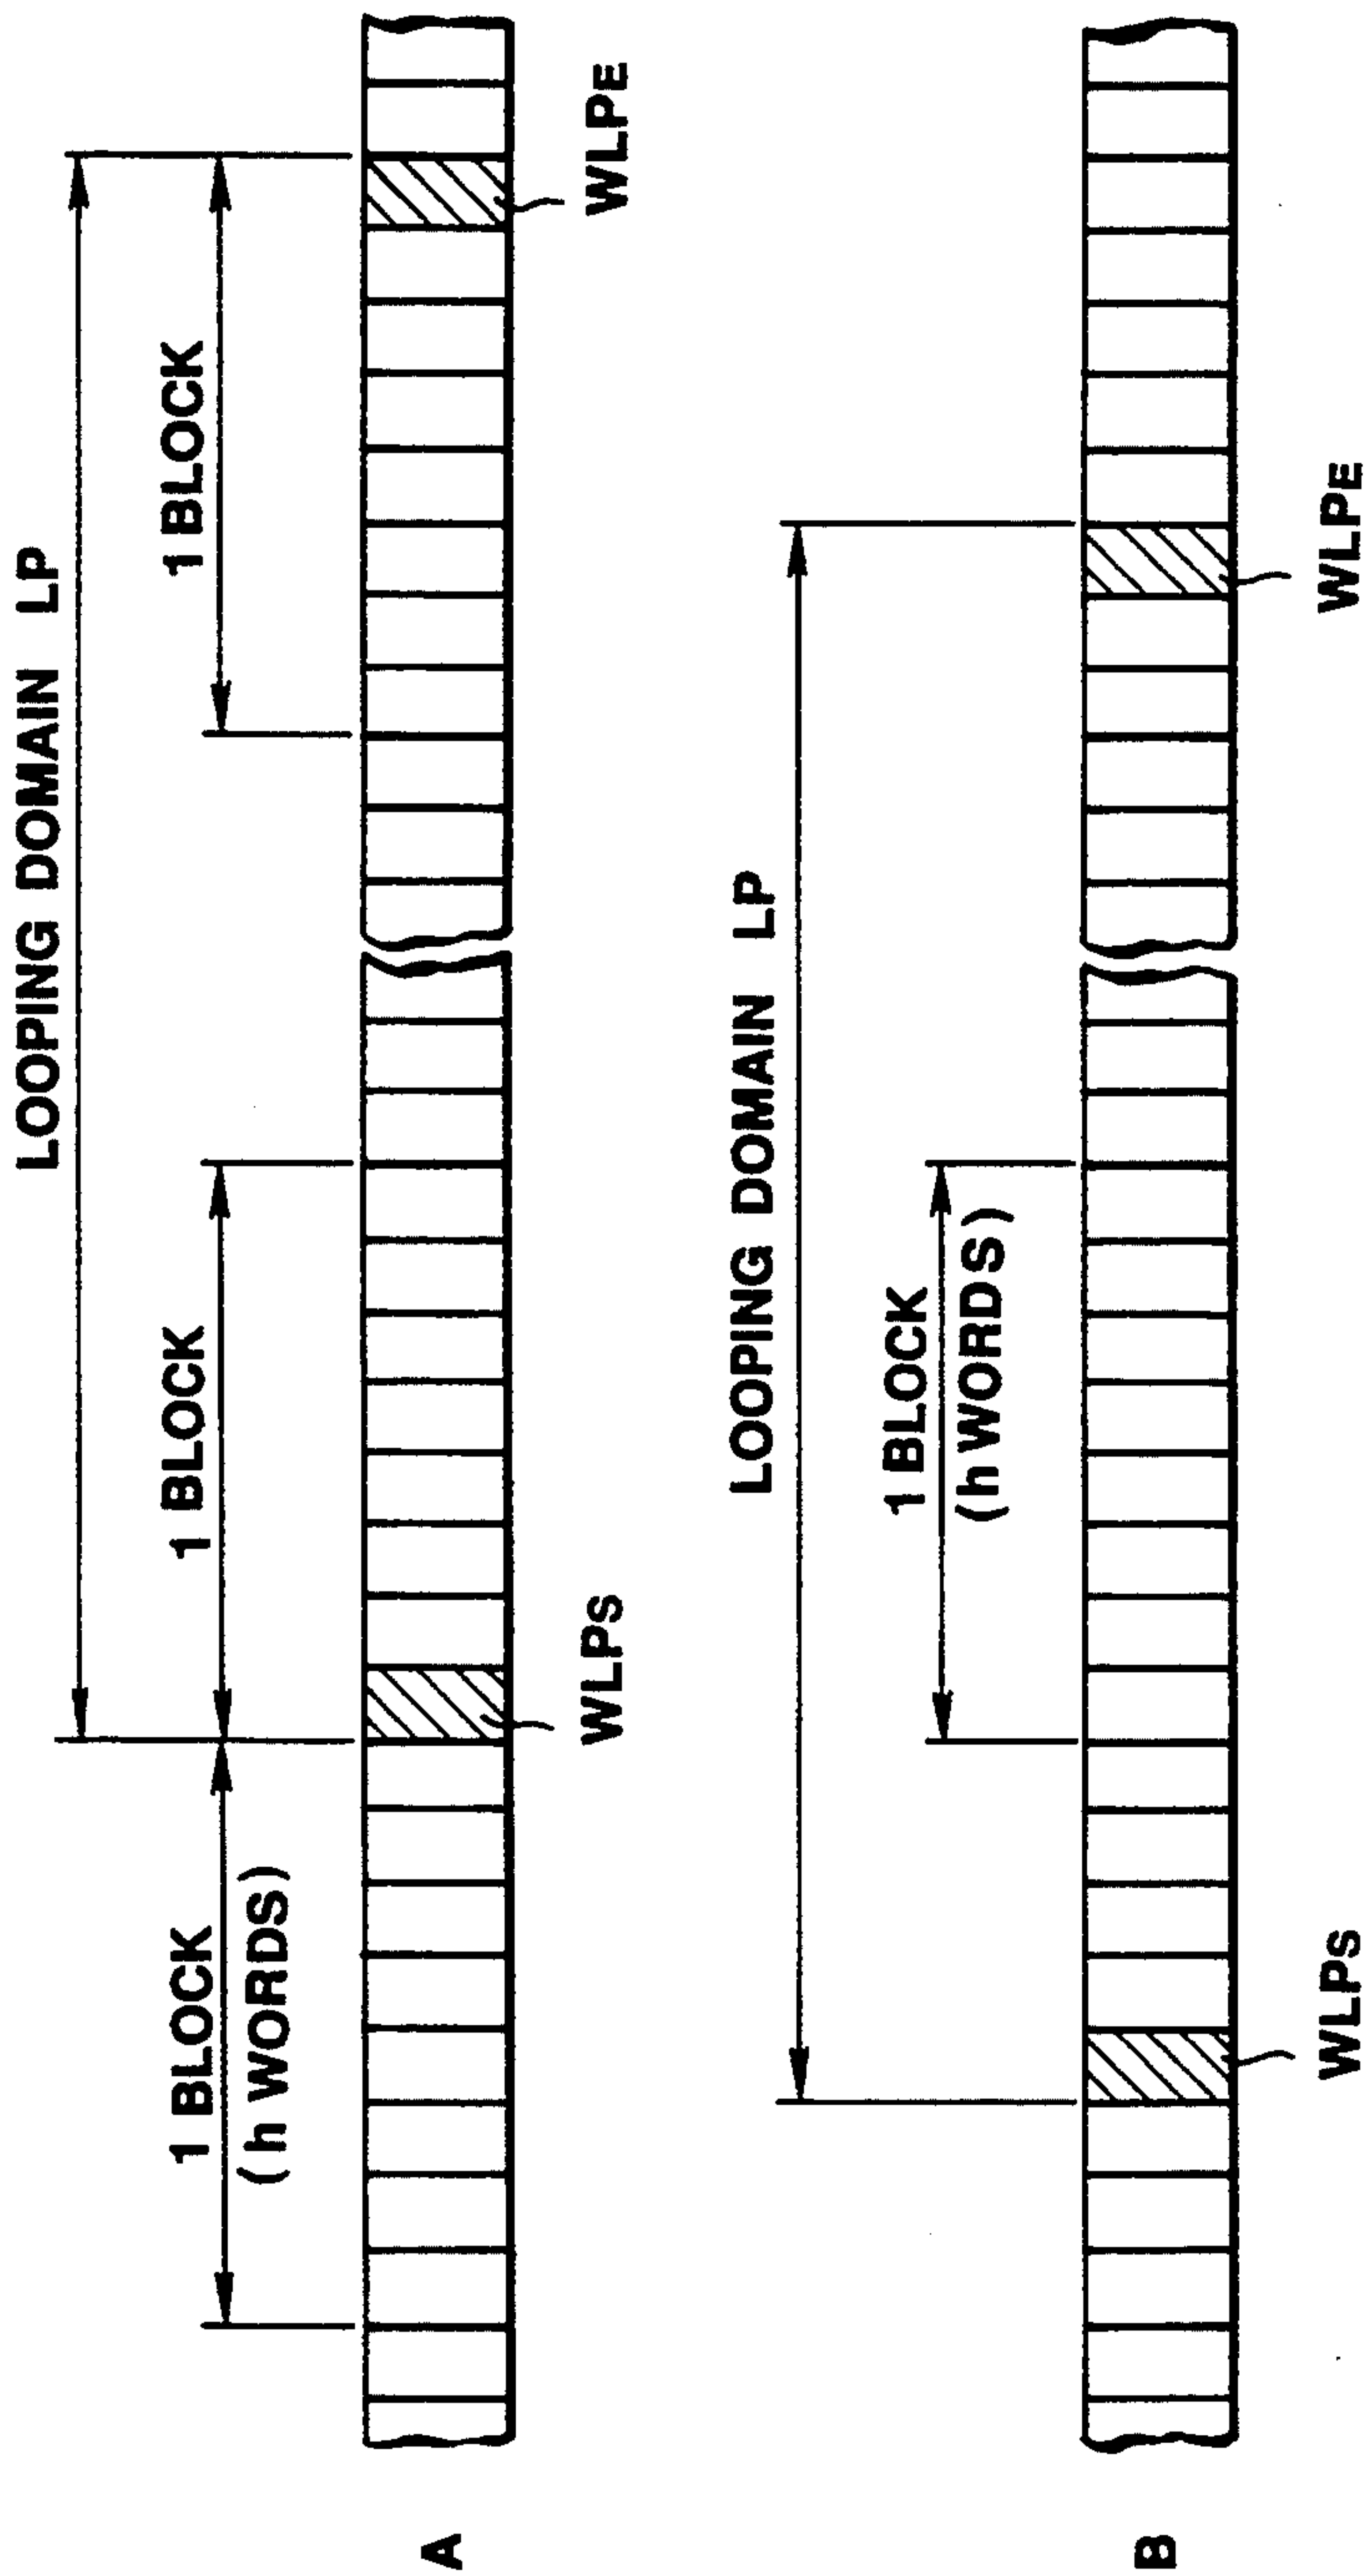 LOOPING DOMAIN LP
1 BLOCK
(h WORDS)
1 BLOCK
1 BLOCK
A
WLPS
WLPE
LOOPING DOMAIN LP
1 BLOCK
(h WORDS)
B
WLPS
WLPE